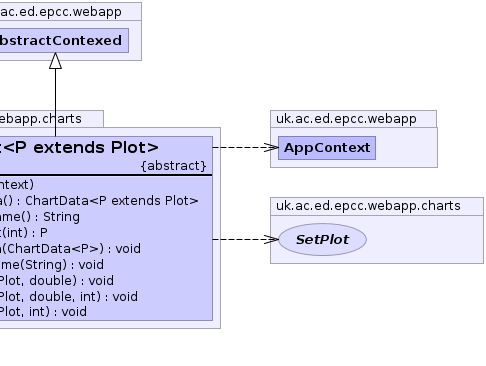 ac.ed.epcc.webapp
bstractContexed
ebapp.charts
t<P extends Plot>
{abstract}
ntext)
a() : ChartData<P extends Plot>
ame() : String
t(int) : P
a(ChartData<P>) : void
ame(String) : void
Plot, double) : void
Plot, double, int) : void
Plot, int) : void
uk.ac.ed.epcc.webapp
AppContext
uk.ac.ed.epcc.webapp.charts
SetPlot